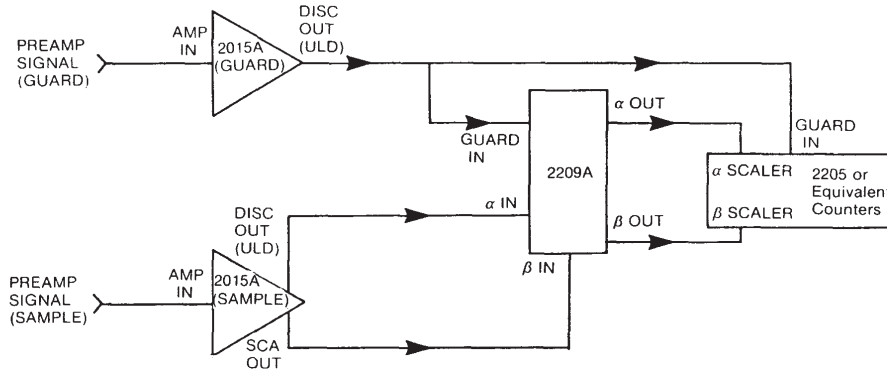 PREAMP
SIGNAL
(GUARD)
AMP
IN
2015A
(GUARD)
DISC
OUT
(ULD)
GUARD
IN
2209A
α OUT
GUARD
IN
α SCALER
β SCALER
2205 or
Equivalent
Counters
α IN
β OUT
β IN
DISC
OUT
(ULD)
PREAMP
SIGNAL
(SAMPLE)
AMP
IN
2015A
(SAMPLE)
SCA
OUT